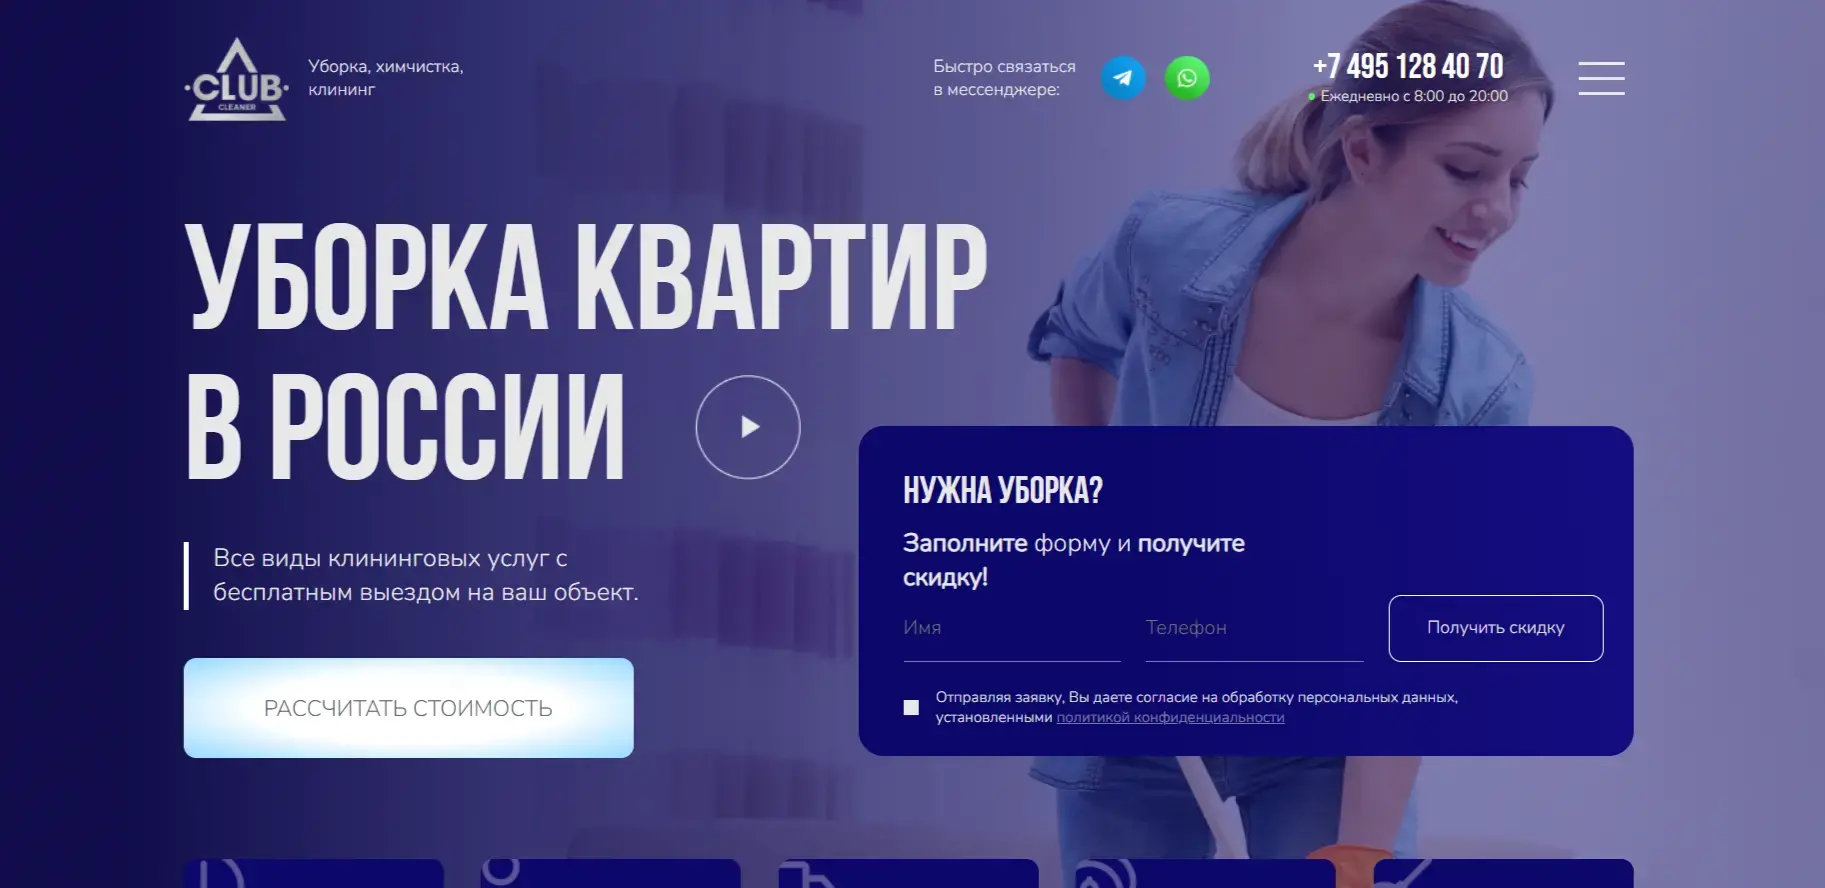 CLUB
CLEANER
Уборка, химчистка,
клининг
Быстро связаться
в мессенджере:
+7 495 128 40 70
Ежедневно с 8:00 до 20:00
УБОРКА КВАРТИР
В РОССИИ
Все виды клининговых услуг с
бесплатным выездом на ваш объект.
РАССЧИТАТЬ СТОИМОСТЬ
НУЖНА УБОРКА?
Заполните форму и получите
скидку!
Имя
Телефон
Получить скидку
Отправляя заявку, Вы даете согласие на обработку персональных данных,
установленными политикой конфиденциальности